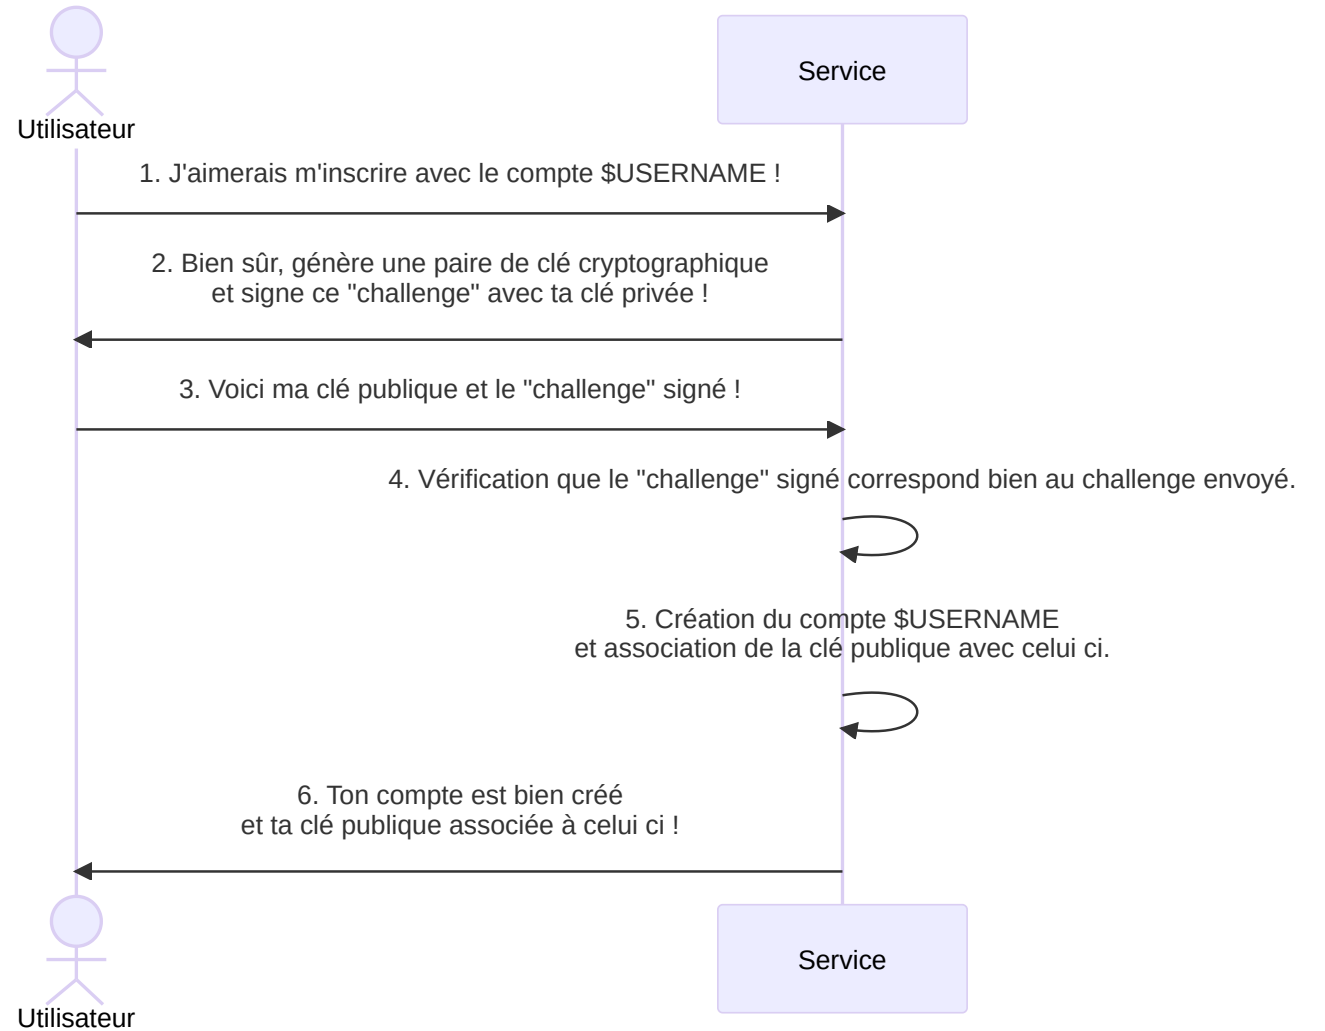 Service
Utilisateur
1. J'aimerais m'inscrire avec le compte $USERNAME !
2. Bien sûr, génère une paire de clé cryptographique
et signe ce "challenge" avec ta clé privée !
3. Voici ma clé publique et le "challenge" signé !
4. Vérification que le "challenge" signé correspond bien au challenge envoyé.
5. Création du compte $USERNAME
et association de la clé publique avec celui ci.
6. Ton compte est bien créé
et ta clé publique associée à celui ci !
Service
Utilisateur